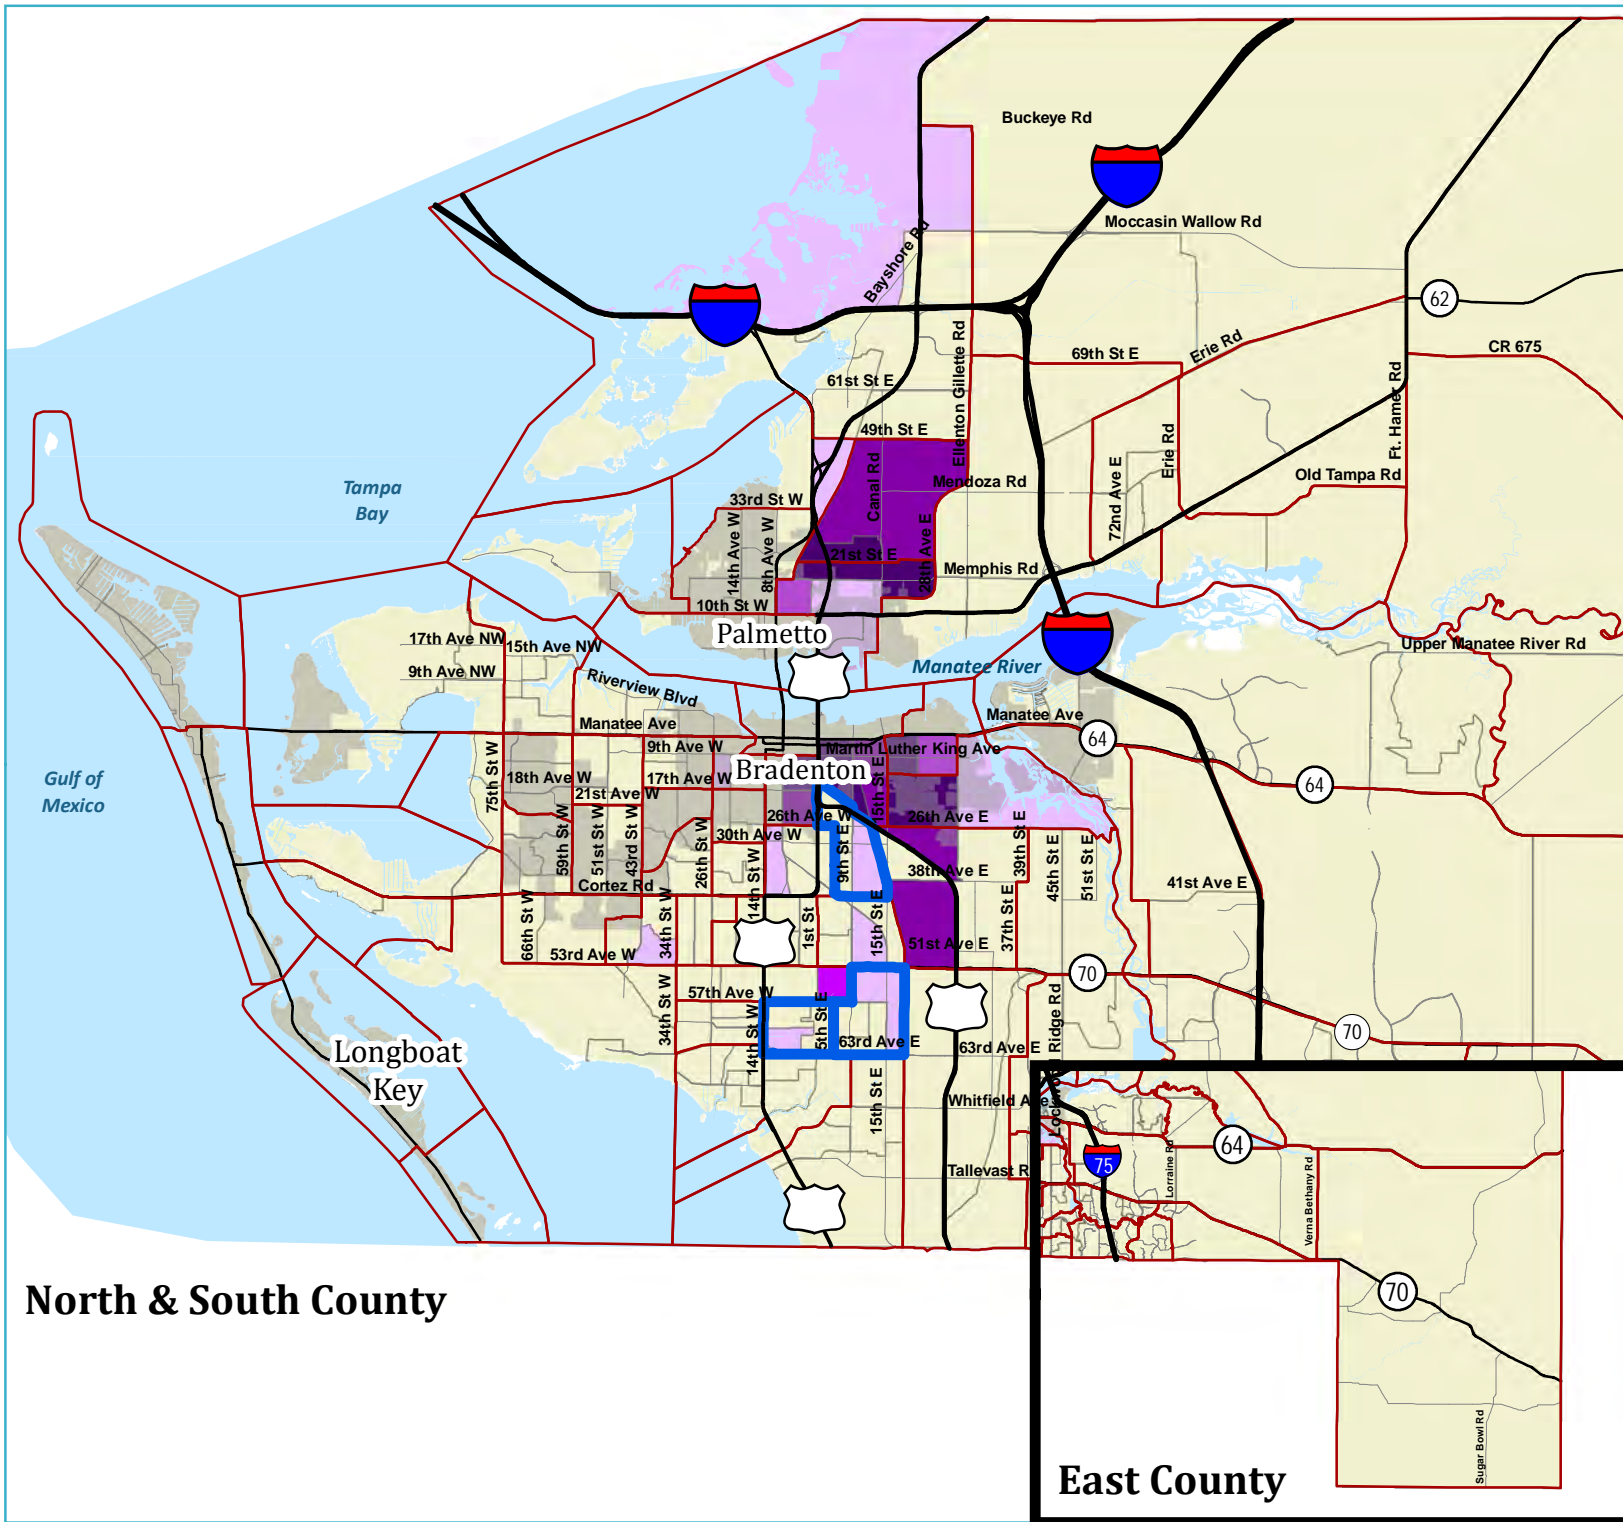 Buckeye Rd
Moccasin Wallow Rd
Bayshore Rd
62
Ellenton Gillette Rd
69th St E
Erie Rd
CR 675
61st St E
Ft. Hamer Rd
49th St E
Canal Rd
Mendoza Rd
72nd Ave E
Erie Rd
Old Tampa Rd
Tampa
Bay
33rd St W
14th Ave W
8th Ave W
21st St E
28th Ave E
Memphis Rd
10th St W
Palmetto
17th Ave NW
15th Ave NW
9th Ave NW
Riverview Blvd
Manatee River
Upper Manatee River Rd
Manatee Ave
Manatee Ave
64
9th Ave W
Martin Luther King Ave
Gulf of
Mexico
75th St W
18th Ave W
17th Ave W
Bradenton
15th St E
64
21st Ave W
59th St W
51st St W
43rd St W
26th St W
26th Ave W
26th Ave E
30th Ave W
9th St E
39th St E
45th St E
51st St E
14th St W
38th Ave E
41st Ave E
Cortez Rd
66th St W
34th St W
1st St
15th St E
37th St E
53rd Ave W
51st Ave E
70
34th St W
57th Ave W
14th St W
5th St E
63rd Ave E
63rd Ave E
Ridge Rd
70
Longboat
Key
15th St E
Whitfield Ave
Tallevast R
64
75
Lorraine Rd
Verna Bethany Rd
70
Sugar Bowl Rd
North & South County
East County